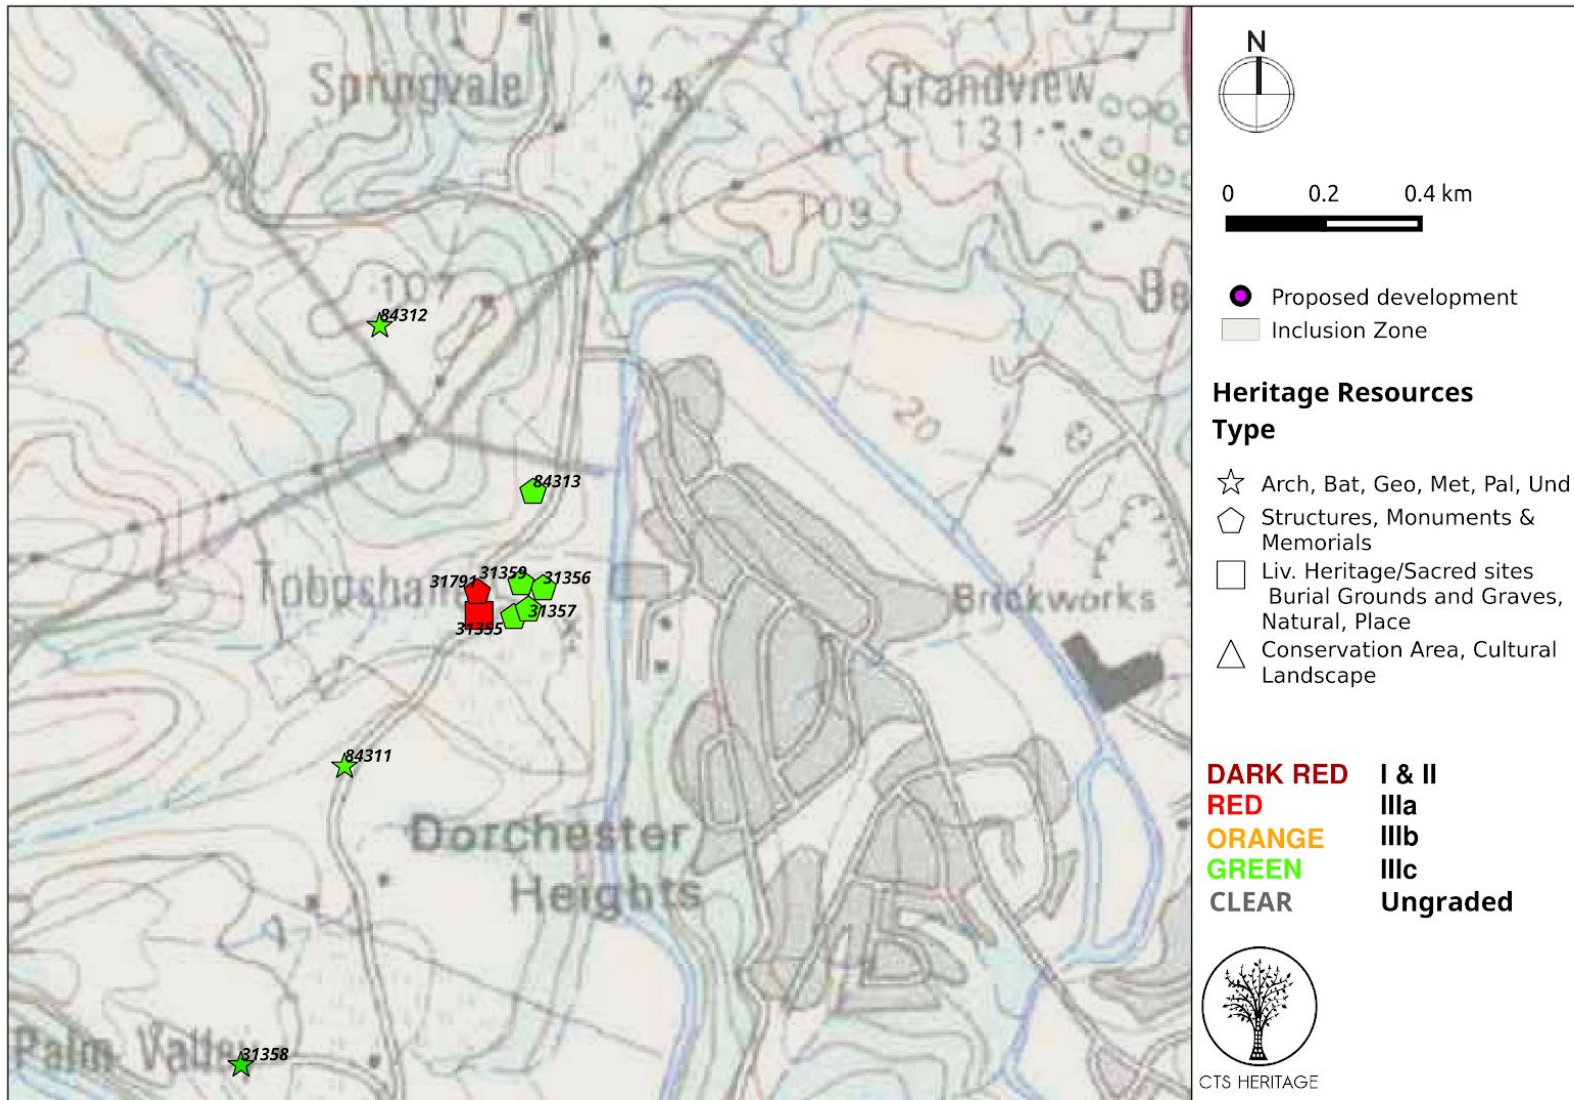 Springvale
24
Grandview
131
109
107
84312
20
84313
31791
31359
31356
31357
31355
Brickworks
84311
Dorchester
Heights
31358
N
0 0.2 0.4 km
Proposed development
Inclusion Zone
Heritage Resources
Type
Arch, Bat, Geo, Met, Pal, Und
Structures, Monuments &
Memorials
Liv. Heritage/Sacred sites
Burial Grounds and Graves,
Natural, Place
Conservation Area, Cultural
Landscape
DARK RED I & II
RED IIIa
ORANGE IIIb
GREEN IIIc
CLEAR Ungraded
CTS HERITAGE